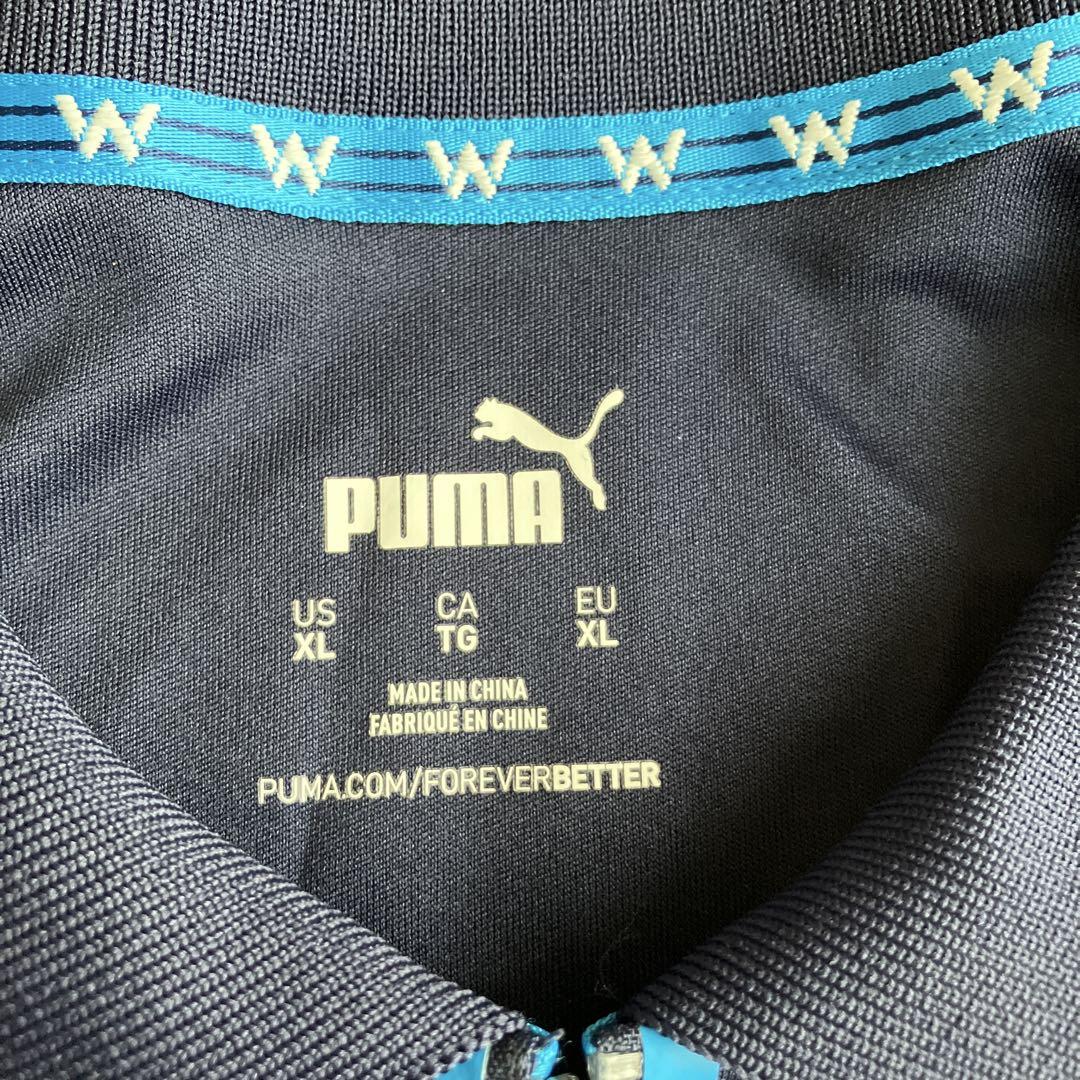 W W W W W W
PUMA
US CA EU
XL TG XL
MADE IN CHINA
FABRIQUÉ EN CHINE
PUMA.COM/FOREVERBETTER